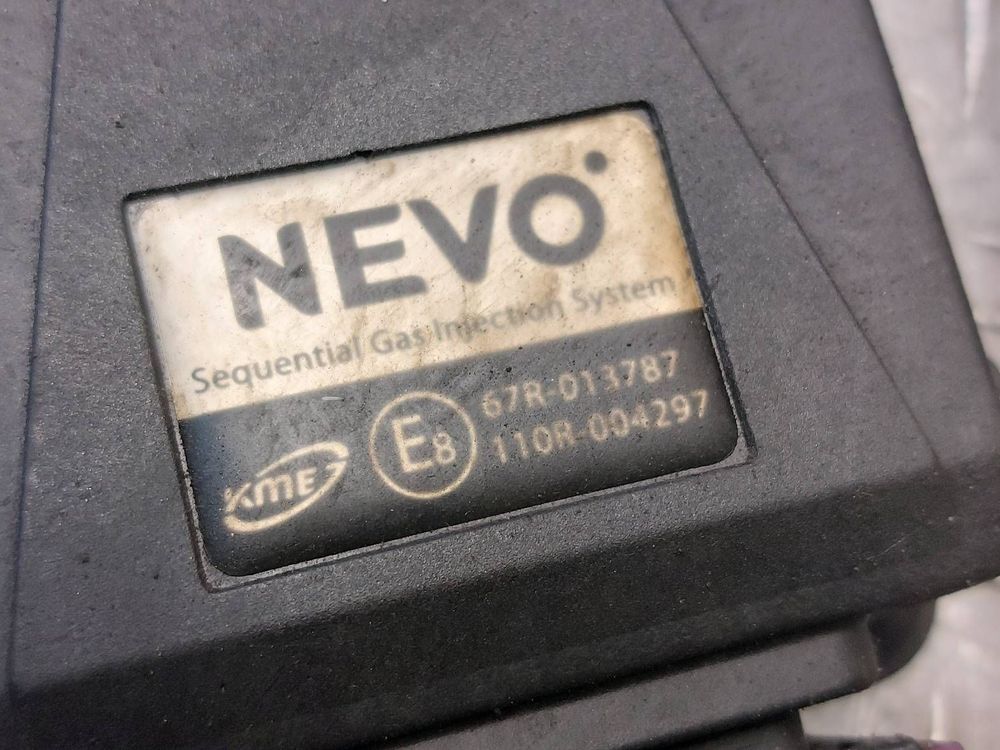 NEVO
Sequential Gas Injection System
KME
E8
67R-013787
110R-004297